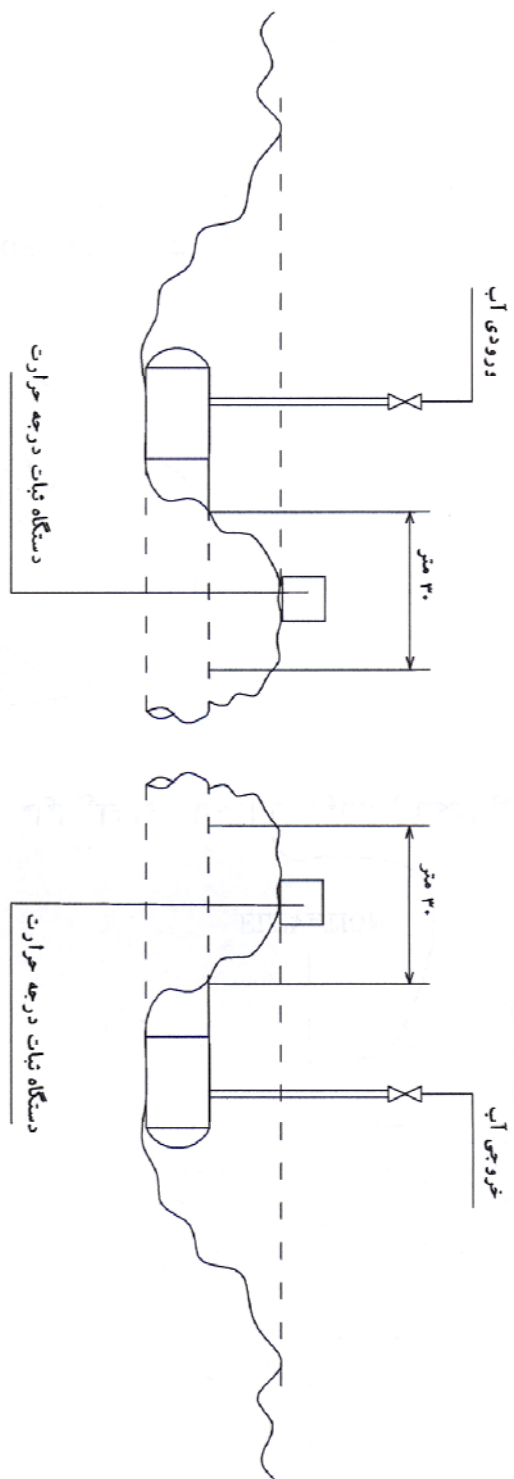 ورودی آب
۳۰ متر
دستگاه ثبات درجه حرارت
۳۰ متر
خروجی آب
دستگاه ثبات درجه حرارت